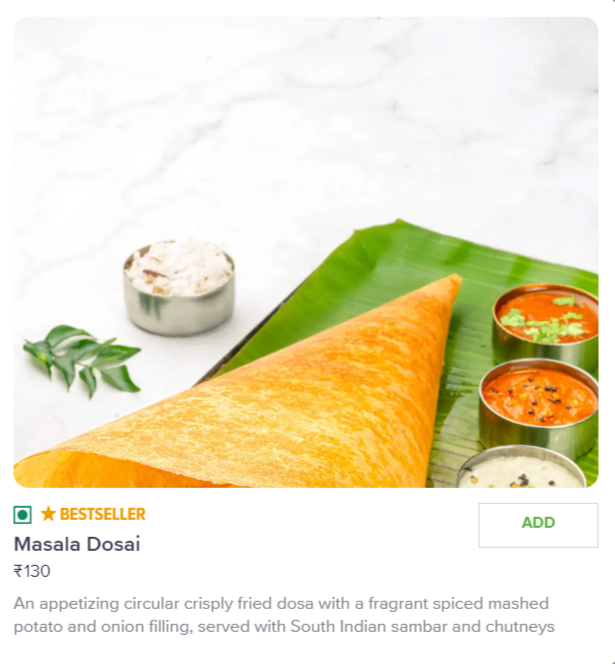 BESTSELLER
ADD
Masala Dosai
₹130
An appetizing circular crisply fried dosa with a fragrant spiced mashed
potato and onion filling, served with South Indian sambar and chutneys